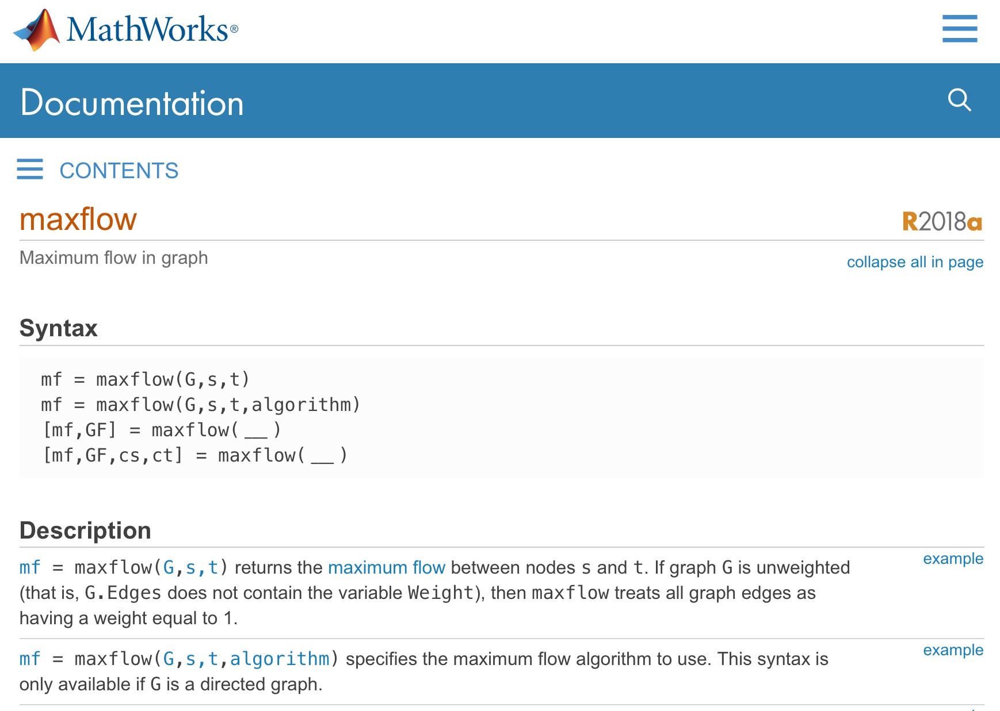 MathWorks®
Documentation
CONTENTS
maxflow
R2018a
Maximum flow in graph
collapse all in page
Syntax
mf = maxflow(G,s,t)
mf = maxflow(G,s,t,algorithm)
[mf,GF] = maxflow( __ )
[mf,GF,cs,ct] = maxflow( __ )
Description
mf = maxflow(G,s,t) returns the maximum flow between nodes s and t. If graph G is unweighted
example
(that is, G.Edges does not contain the variable Weight), then maxflow treats all graph edges as
having a weight equal to 1.
mf = maxflow(G,s,t,algorithm) specifies the maximum flow algorithm to use. This syntax is
example
only available if G is a directed graph.